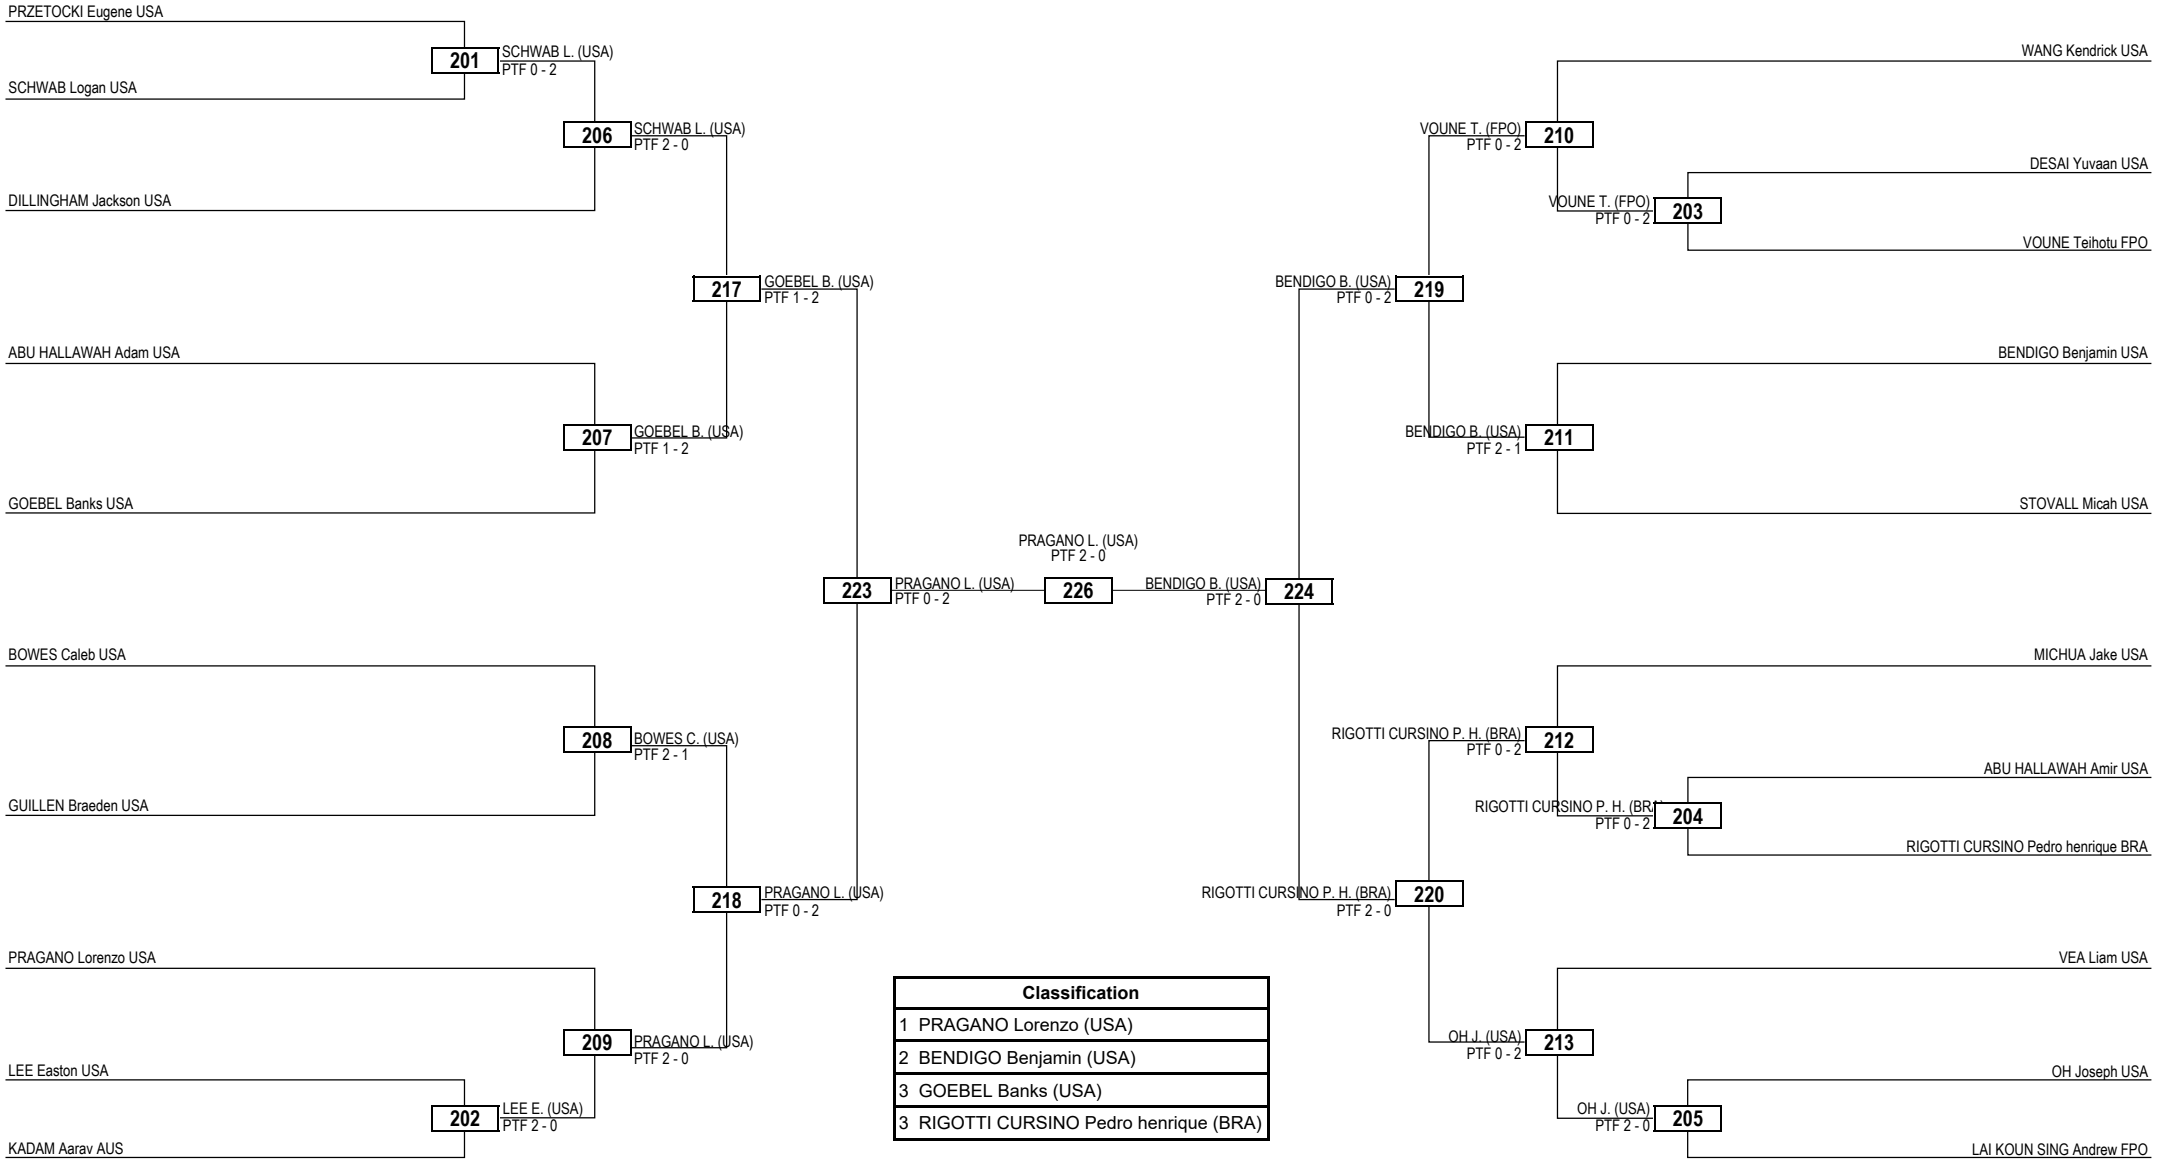 PRZETOCKI Eugene USA
201
SCHWAB L. (USA)
PTF 0 - 2
SCHWAB Logan USA
206
SCHWAB L. (USA)
PTF 2 - 0
DILLINGHAM Jackson USA
217
GOEBEL B. (USA)
PTF 1 - 2
ABU HALLAWAH Adam USA
207
GOEBEL B. (USA)
PTF 1 - 2
GOEBEL Banks USA
223
PRAGANO L. (USA)
PTF 0 - 2
BOWES Caleb USA
208
BOWES C. (USA)
PTF 2 - 1
GUILLEN Braeden USA
218
PRAGANO L. (USA)
PTF 0 - 2
PRAGANO Lorenzo USA
209
PRAGANO L. (USA)
PTF 2 - 0
LEE Easton USA
202
LEE E. (USA)
PTF 2 - 0
KADAM Aarav AUS
PRAGANO L. (USA)
PTF 2 - 0
226
WANG Kendrick USA
VOUNE T. (FPO)
PTF 0 - 2
210
DESAI Yuvaan USA
VOUNE T. (FPO)
PTF 0 - 2
203
VOUNE Teihotu FPO
BENDIGO B. (USA)
PTF 0 - 2
219
BENDIGO Benjamin USA
BENDIGO B. (USA)
PTF 2 - 1
211
STOVALL Micah USA
BENDIGO B. (USA)
PTF 2 - 0
224
MICHUA Jake USA
RIGOTTI CURSINO P. H. (BRA)
PTF 0 - 2
212
ABU HALLAWAH Amir USA
RIGOTTI CURSINO P. H. (BR
PTF 0 - 2
204
RIGOTTI CURSINO Pedro henrique BRA
RIGOTTI CURSINO P. H. (BRA)
PTF 2 - 0
220
VEA Liam USA
OH J. (USA)
PTF 0 - 2
213
OH Joseph USA
OH J. (USA)
PTF 2 - 0
205
LAI KOUN SING Andrew FPO
Classification
1 PRAGANO Lorenzo (USA)
2 BENDIGO Benjamin (USA)
3 GOEBEL Banks (USA)
3 RIGOTTI CURSINO Pedro henrique (BRA)